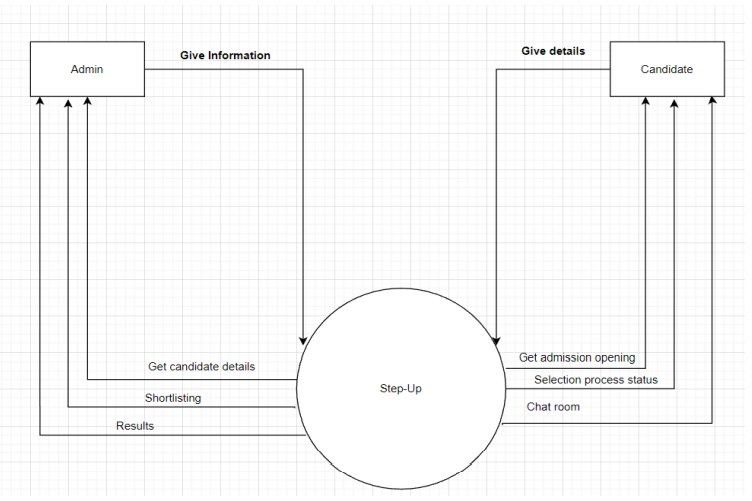 Give Information
Give details
Admin
Candidate
Get candidate details
Shortlisting
Results
Step-Up
Get admission opening
Selection process status
Chat room